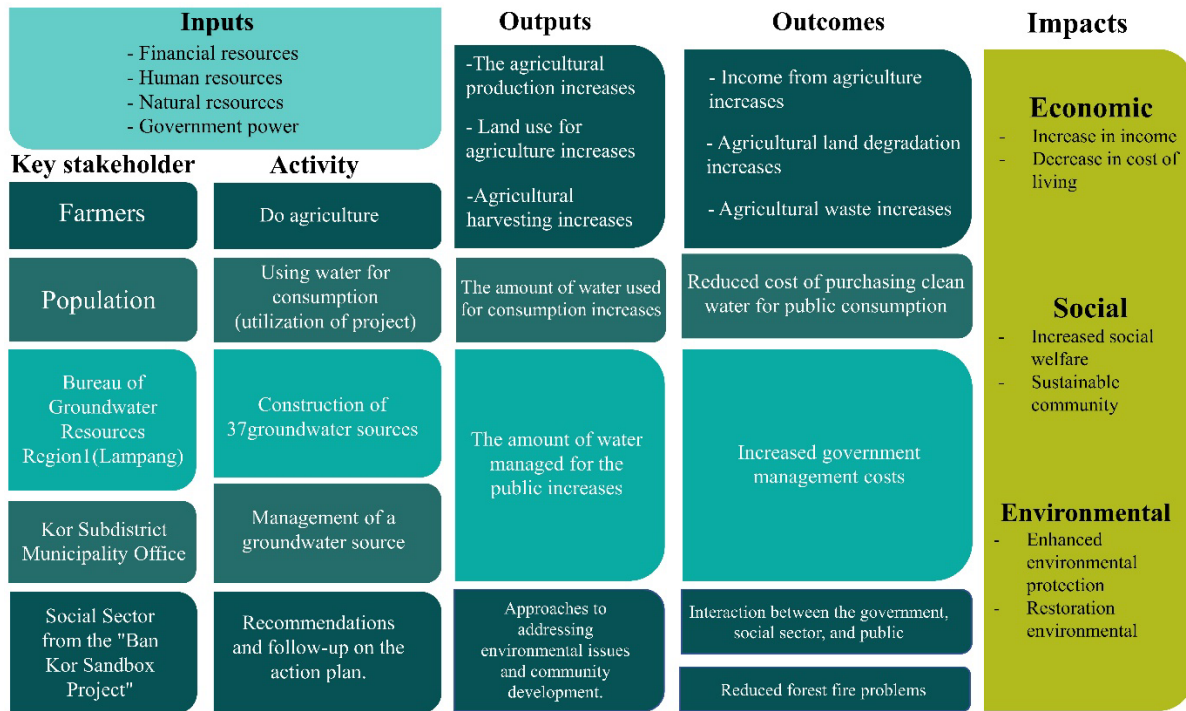 Inputs
- Financial resources
- Human resources
- Natural resources
- Government power
Key stakeholder
Activity
Outputs
Outcomes
Impacts
Farmers
Do agriculture
-The agricultural
production increases
- Land use for
agriculture increases
-Agricultural
harvesting increases
- Income from agriculture
increases
- Agricultural land degradation
increases
- Agricultural waste increases
Population
Using water for
consumption
(utilization of project)
The amount of water used
for consumption increases
Reduced cost of purchasing clean
water for public consumption
Bureau of
Groundwater
Resources
Region1(Lampang)
Construction of
37groundwater sources
The amount of water
managed for the
public increases
Increased government
management costs
Kor Subdistrict
Municipality Office
Management of a
groundwater source
Social Sector
from the "Ban
Kor Sandbox
Project"
Recommendations
and follow-up on the
action plan.
Approaches to
addressing
environmental issues
and community
development.
Interaction between the government,
social sector, and public
Reduced forest fire problems
Economic
- Increase in income
- Decrease in cost of
living
Social
- Increased social
welfare
- Sustainable
community
Environmental
- Enhanced
environmental
protection
- Restoration
environmental